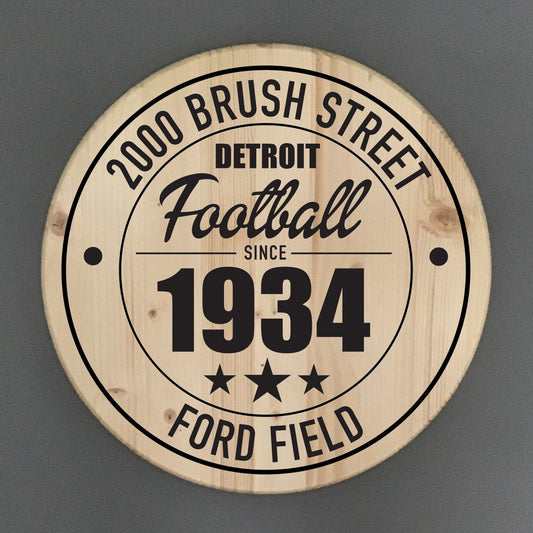 2000 BRUSH STREET
DETROIT
Football
SINCE
1934
FORD FIELD